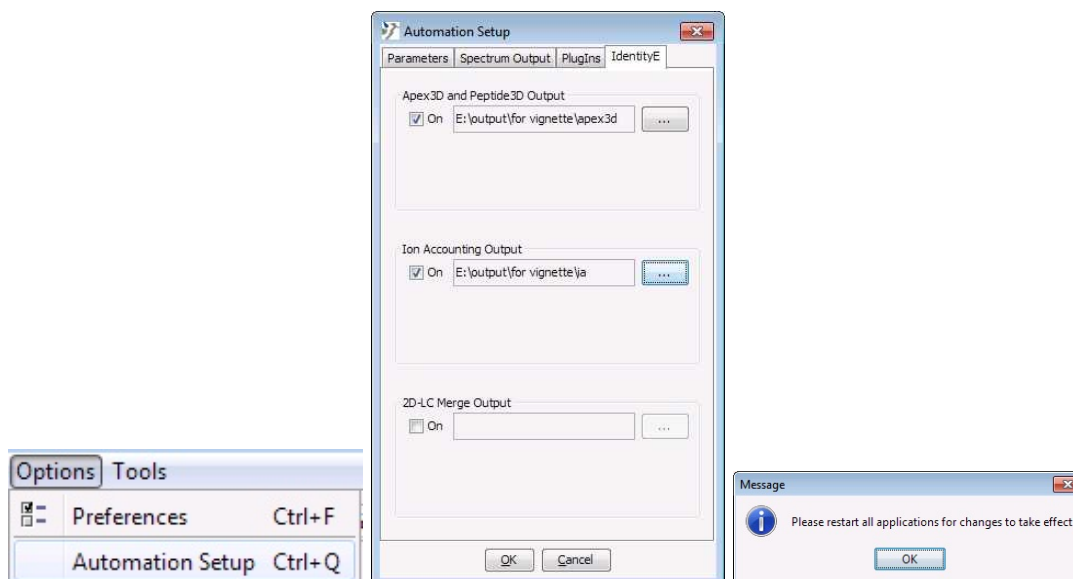 Options Tools
Preferences Ctrl+F
Automation Setup Ctrl+Q
Automation Setup
Parameters Spectrum Output PlugIns IdentityE
Apex3D and Peptide3D Output
On E:\output\for vignette\apex3d ...
Ion Accounting Output
On E:\output\for vignette\ia ...
2D-LC Merge Output
On ...
OK Cancel
Message
Please restart all applications for changes to take effect
OK